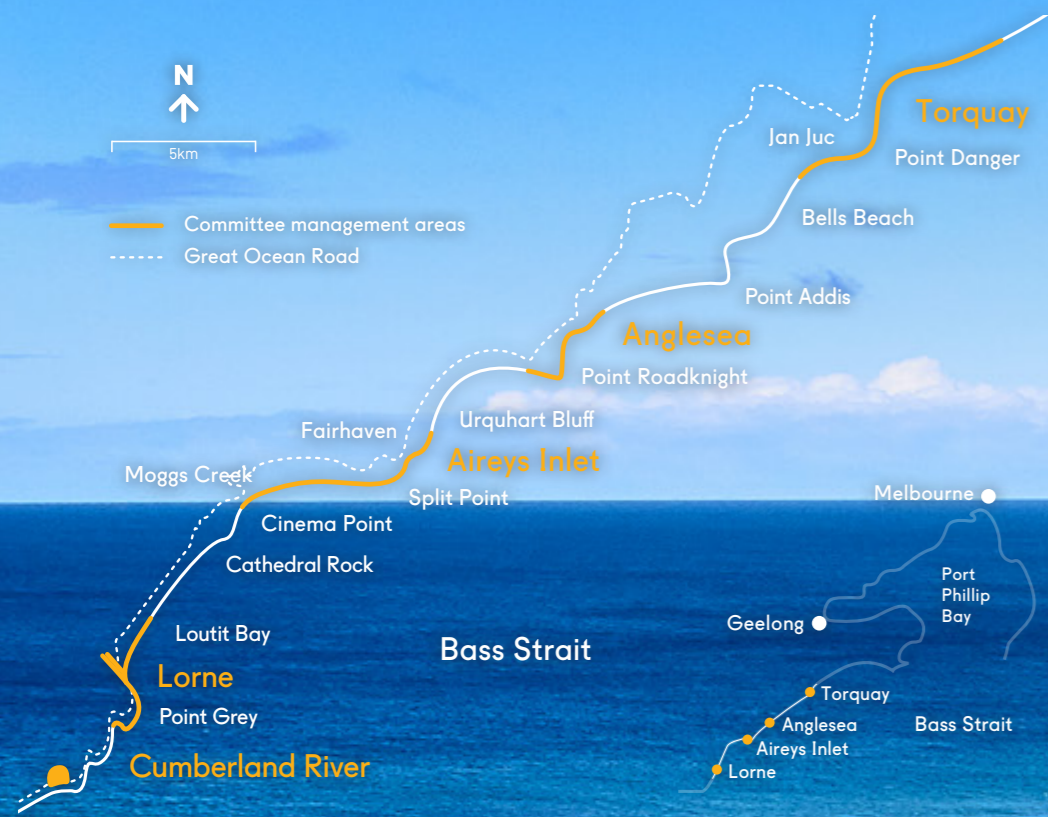 N
5km
Committee management areas
Great Ocean Road
Torquay
Jan Juc
Point Danger
Bells Beach
Point Addis
Anglesea
Point Roadknight
Urquhart Bluff
Fairhaven
Aireys Inlet
Moggs Creek
Split Point
Cinema Point
Cathedral Rock
Loutit Bay
Bass Strait
Lorne
Point Grey
Cumberland River
Melbourne
Port
Phillip
Bay
Geelong
Torquay
Anglesea
Bass Strait
Aireys Inlet
Lorne